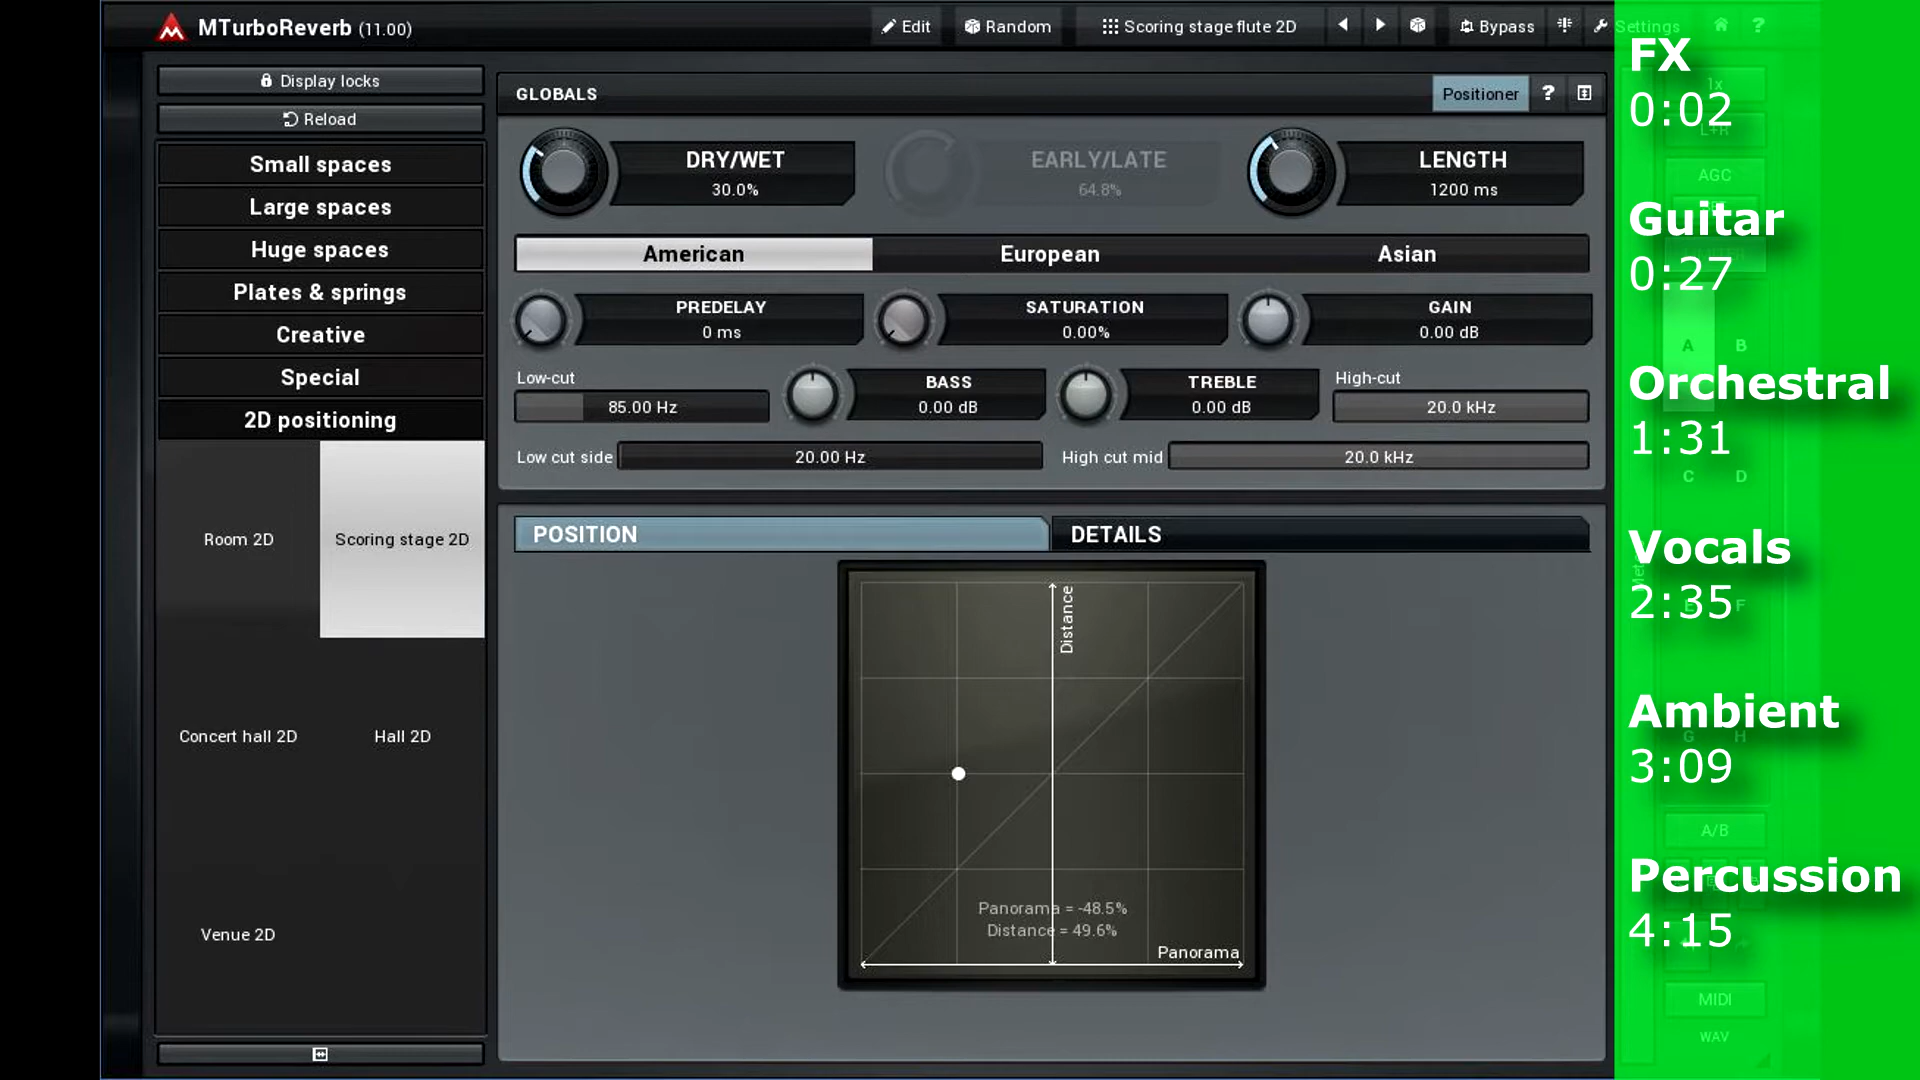 MTurboReverb (11.00)
Edit
Random
Scoring stage flute 2D
Bypass
Settings
?
Display locks
Reload
Small spaces
Large spaces
Huge spaces
Plates & springs
Creative
Special
2D positioning
Room 2D
Scoring stage 2D
Concert hall 2D
Hall 2D
Venue 2D
GLOBALS
Positioner
?
DRY/WET
30.0%
EARLY/LATE
64.8%
LENGTH
1200 ms
American
European
Asian
PREDELAY
0 ms
SATURATION
0.00%
GAIN
0.00 dB
Low-cut
85.00 Hz
BASS
0.00 dB
TREBLE
0.00 dB
High-cut
20.0 kHz
Low cut side
20.00 Hz
High cut mid
20.0 kHz
POSITION
DETAILS
Distance
Panorama = -48.5%
Distance = 49.6%
Panorama
FX
0:02
1x
L+R
AGC
Guitar
0:27
A B
Orchestral
1:31
C D
Vocals
2:35
E F
Ambient
3:09
G H
A/B
Percussion
4:15
MIDI
WAV